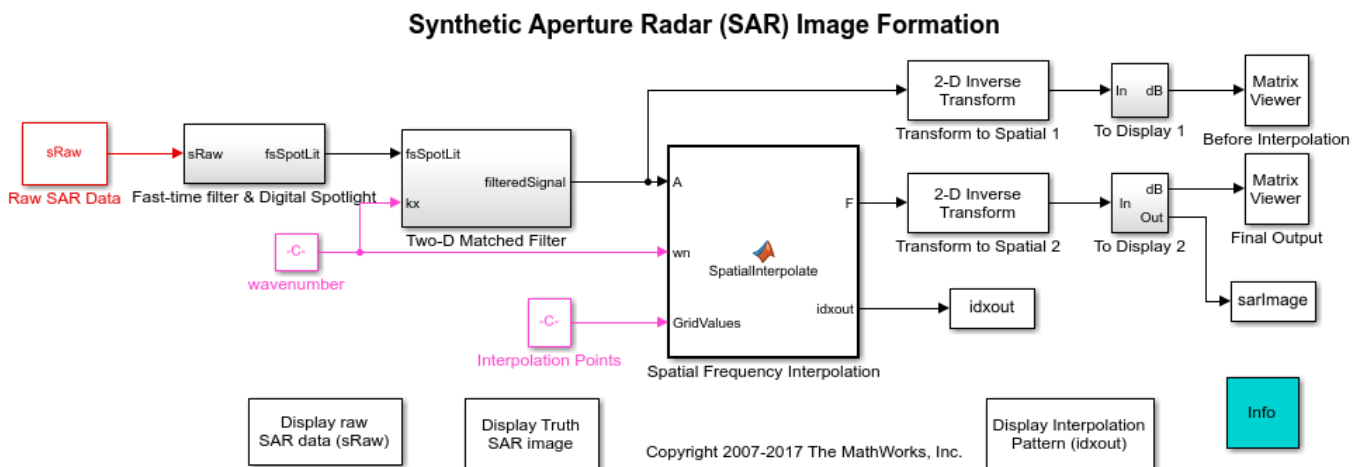 Synthetic Aperture Radar (SAR) Image Formation
sRaw
Raw SAR Data
sRaw
fsSpotLit
Fast-time filter & Digital Spotlight
fsSpotLit
kx
filteredSignal
Two-D Matched Filter
-C-
wavenumber
-C-
Interpolation Points
A
wn
GridValues
SpatialInterpolate
F
idxout
Spatial Frequency Interpolation
2-D Inverse
Transform
Transform to Spatial 1
In
dB
To Display 1
Matrix
Viewer
Before Interpolation
2-D Inverse
Transform
Transform to Spatial 2
In
dB
Out
To Display 2
Matrix
Viewer
Final Output
idxout
sarImage
Display raw
SAR data (sRaw)
Display Truth
SAR image
Copyright 2007-2017 The MathWorks, Inc.
Display Interpolation
Pattern (idxout)
Info